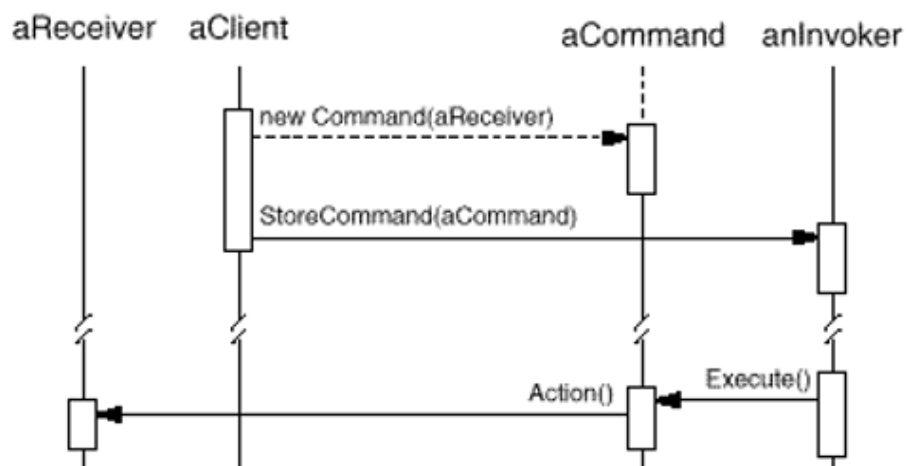 aReceiver aClient aCommand anInvoker
new Command(aReceiver)
StoreCommand(aCommand)
Action() Execute()